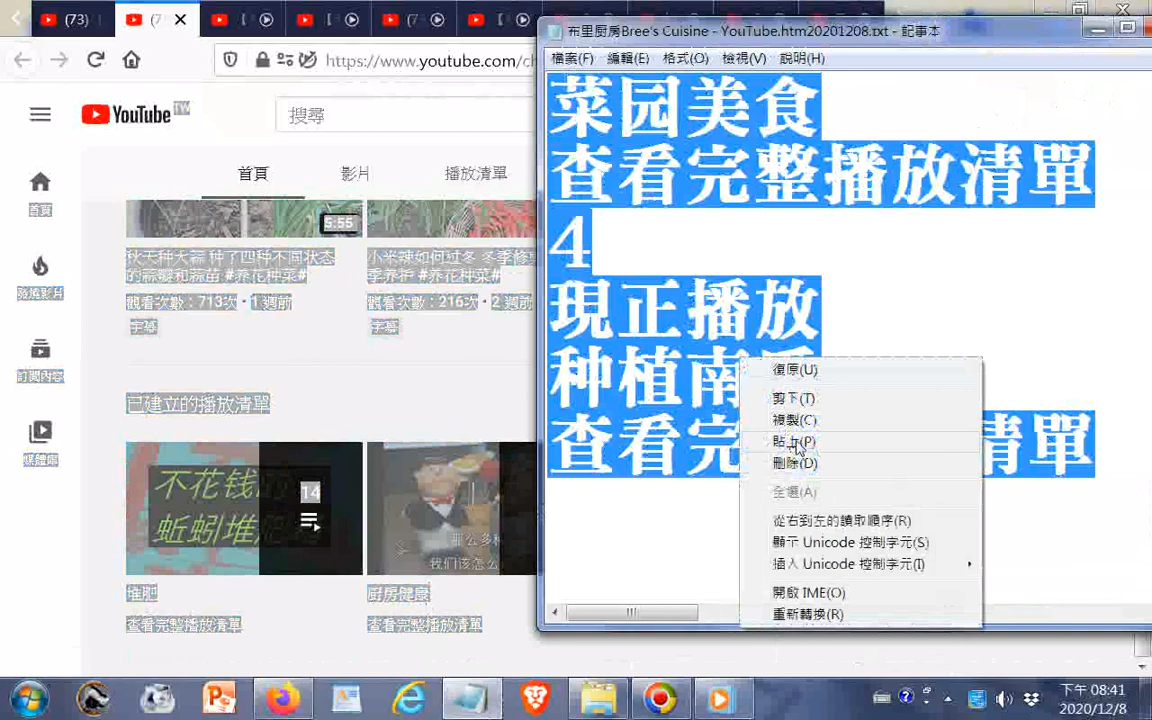 (73)
(7
(7
布里厨房Bree's Cuisine - YouTube.htm20201208.txt - 記事本
檔案(F) 編輯(E) 格式(O) 檢視(V) 說明(H)
https://www.youtube.com/c
YouTube TW
搜尋
首頁 影片 播放清單
首頁
發燒影片
訂閱內容
媒體庫
5:55
秋天种大蒜 种了四种不同状态
的蒜瓣和蒜苗 #养花种菜#
觀看次數：713次 • 1 週前
字幕
小米辣如何过冬 冬季修
季养护 #养花种菜#
觀看次數：216次 • 2 週前
字幕
已建立的播放清單
不花钱的
蚯蚓堆肥
14
那么多
我们该怎么
堆肥
查看完整播放清單
厨房健康
查看完整播放清單
菜园美食
查看完整播放清單
4
現正播放
种植南
查看完
清單
復原(U)
剪下(T)
複製(C)
貼上(P)
刪除(D)
全選(A)
從右到左的讀取順序(R)
顯示 Unicode 控制字元(S)
插入 Unicode 控制字元(I)
開啟 IME(O)
重新轉換(R)
下午 08:41
2020/12/8